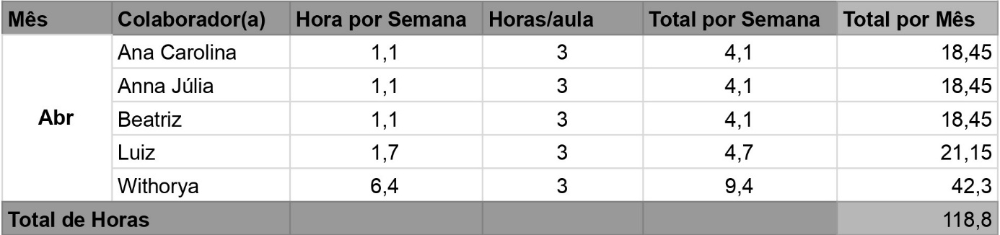 Mês Colaborador(a) Hora por Semana Horas/aula Total por Semana Total por Mês
Ana Carolina 1,1 3 4,1 18,45
Anna Júlia 1,1 3 4,1 18,45
Abr Beatriz 1,1 3 4,1 18,45
Luiz 1,7 3 4,7 21,15
Withorya 6,4 3 9,4 42,3
Total de Horas 118,8